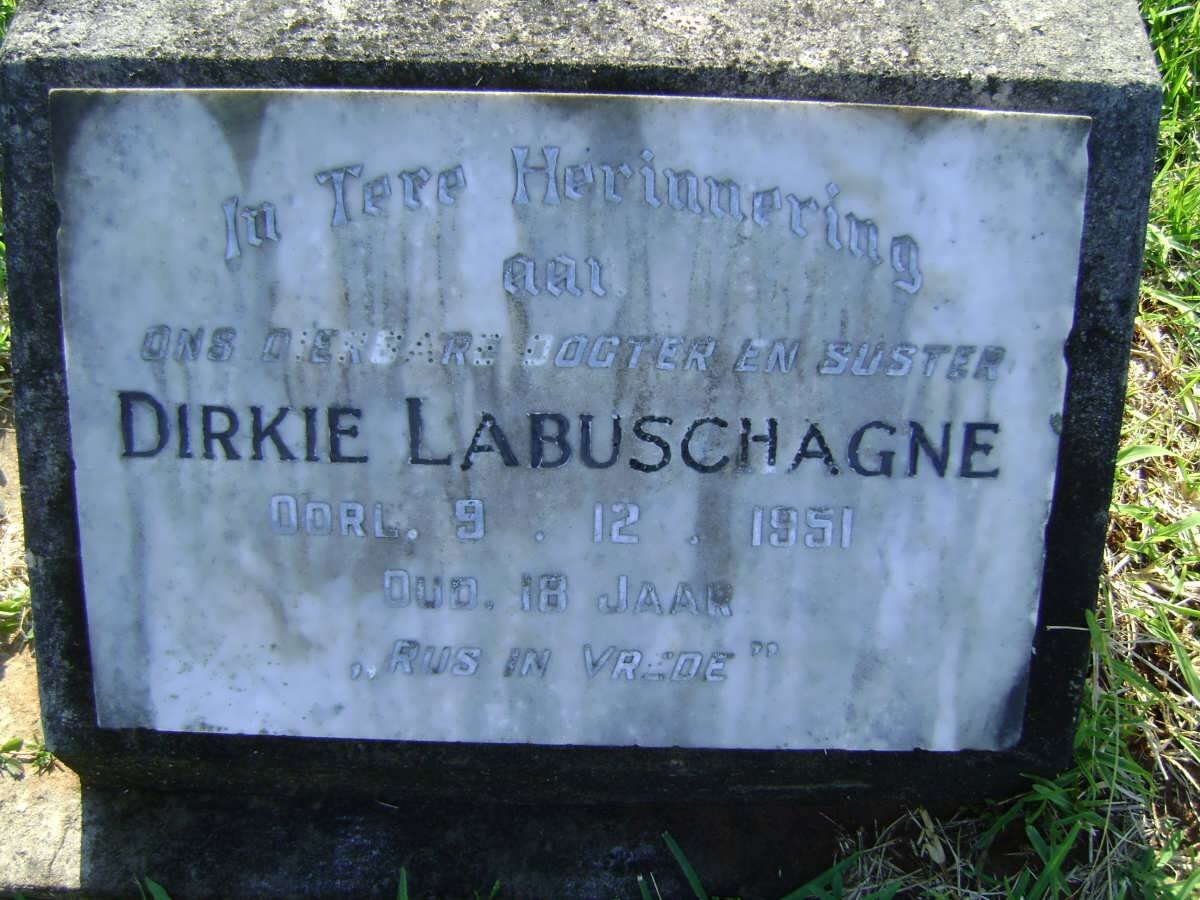 In Tere Herinnering
aan
ONS DIERBARE DOGTER EN SUSTER
DIRKIE LABUSCHAGNE
OORL. 9 . 12 . 1951
OUD. 18 JAAR
„RUS IN VREDE”